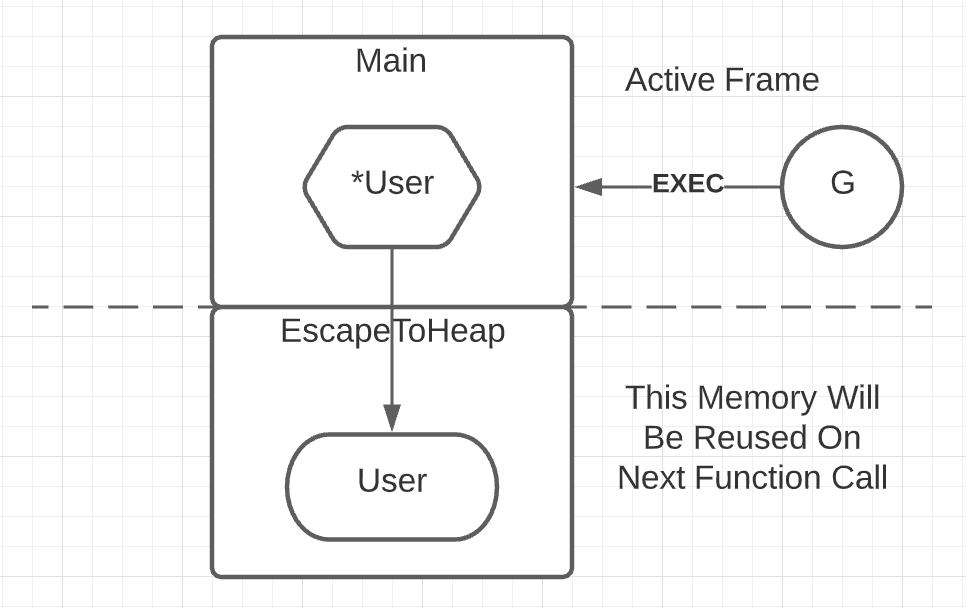 Main
Active Frame
*User
EXEC
G
EscapeToHeap
This Memory Will
Be Reused On
Next Function Call
User